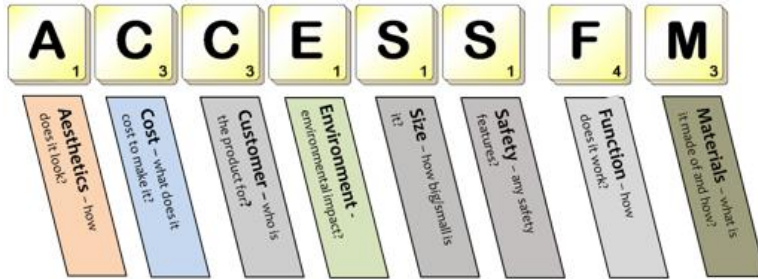 A 1 C 3 C 3 E 1 S 1 S 1 F 4 M 3
Aesthetics – how
does it look?
Cost – what does it
cost to make it?
Customer – who is
the product for?
Environment -
environmental impact?
Size – how big/small is
it?
Safety – any safety
features?
Function – how
does it work?
Materials – what is
it made of and how?